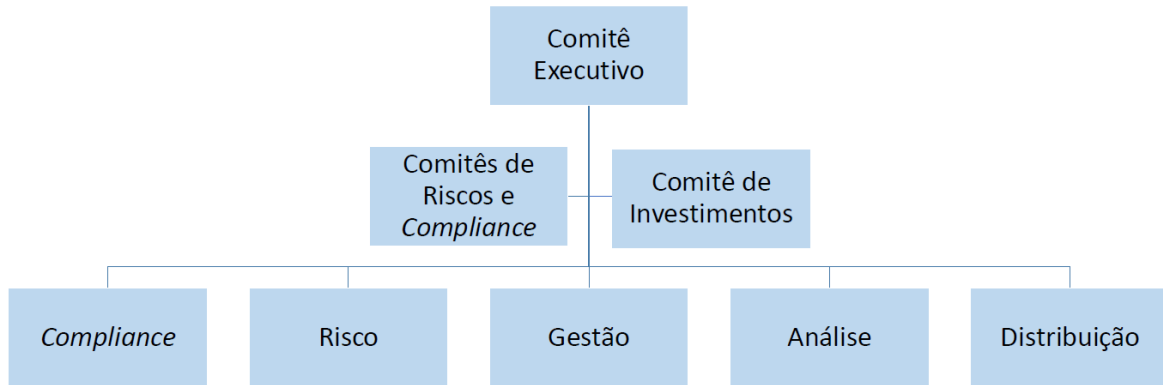 Comitê
Executivo
Comitês de
Riscos e
Compliance
Comitê de
Investimentos
Compliance
Risco
Gestão
Análise
Distribuição